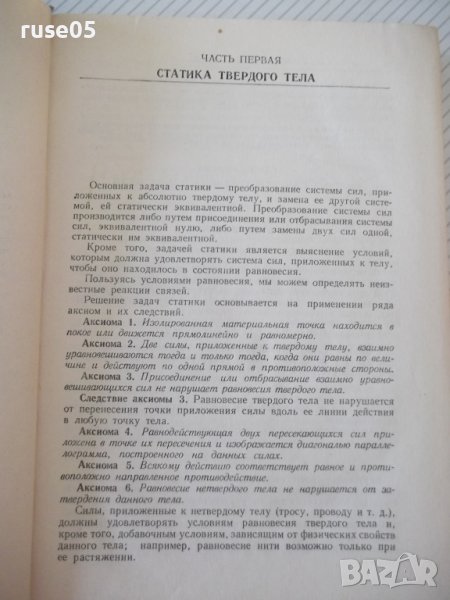 ruse05
ЧАСТЬ ПЕРВАЯ
СТАТИКА ТВЕРДОГО ТЕЛА
Основная задача статики — преобразование системы сил, при-
ложенных к абсолютно твердому телу, и замена ее другой систе-
мой, ей статически эквивалентной. Преобразование системы сил
производится либо путем присоединения или отбрасывания системы
сил, эквивалентной нулю, либо путем замены двух сил одной,
статически им эквивалентной.
Кроме того, задачей статики является выяснение условий,
которым должна удовлетворять система сил, приложенных к телу,
чтобы оно находилось в состоянии равновесия.
Пользуясь условиями равновесия, мы можем определить неиз-
вестные реакции связей.
Решение задач статики основывается на применении ряда
аксиом и их следствий.
Аксиома 1. Изолированная материальная точка находится в
покое или движется прямолинейно и равномерно.
Аксиома 2. Две силы, приложенные к твердому телу, взаимно
уравновешиваются тогда и только тогда, когда они равны по вели-
чине и действуют по одной прямой в противоположные стороны.
Аксиома 3. Присоединение или отбрасывание взаимно уравно-
вешивающихся сил не нарушает равновесия твердого тела.
Следствие аксиомы 3. Равновесие твердого тела не нарушается
от перенесения точки приложения силы вдоль ее линии действия
в любую точку тела.
Аксиома 4. Равнодействующая двух пересекающихся сил при-
ложена в точке их пересечения и изображается диагональю паралле-
лограмма, построенного на данных силах.
Аксиома 5. Всякому действию соответствует равное и проти-
воположно направленное противодействие.
Аксиома 6. Равновесие нетвердого тела не нарушается от за-
твердения данного тела.
Силы, приложенные к нетвердому телу (тросу, проводу и т. д.),
должны удовлетворять условиям равновесия твердого тела и,
кроме того, добавочным условиям, зависящим от физических свойств
данного тела; например, равновесие нити возможно только при
ее растяжении.
BAZAR